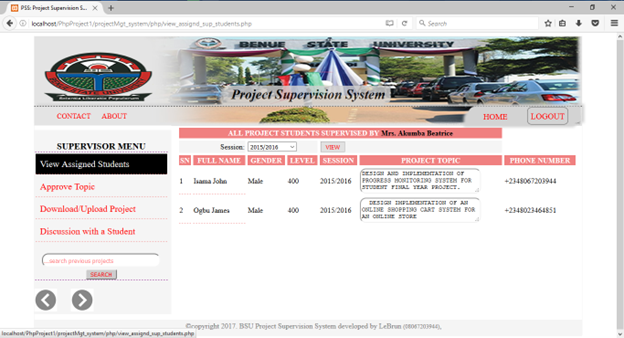 PSS: Project Supervision S...
localhost/PhpProject1/projectMgt_system/php/view_assignd_sup_students.php
Search
BENUE STATE UNIVERSITY
Project Supervision System
CONTACT ABOUT
HOME LOGOUT
SUPERVISOR MENU
View Assigned Students
Approve Topic
Download/Upload Project
Discussion with a Student
...search previous projects
SEARCH
ALL PROJECT STUDENTS SUPERVISED BY Mrs. Akumba Beatrice
Session: 2015/2016 VIEW
SN FULL NAME GENDER LEVEL SESSION PROJECT TOPIC PHONE NUMBER
1 Isama John Male 400 2015/2016 DESIGN AND IMPLEMENTATION OF +2348067203944
PROGRESS MONITORING SYSTEM FOR
STUDENT FINAL YEAR PROJECT.
2 Ogbu James Male 400 2015/2016 DESIGN IMPLEMENTATION OF AN +2348023464851
ONLINE SHOPPING CART SYSTEM FOR
AN ONLINE STORE
localhost/PhpProject1/projectMgt_system/php/view_assignd_sup_students.php
©copyright 2017. BSU Project Supervision System developed by LeBrun (08067203944),